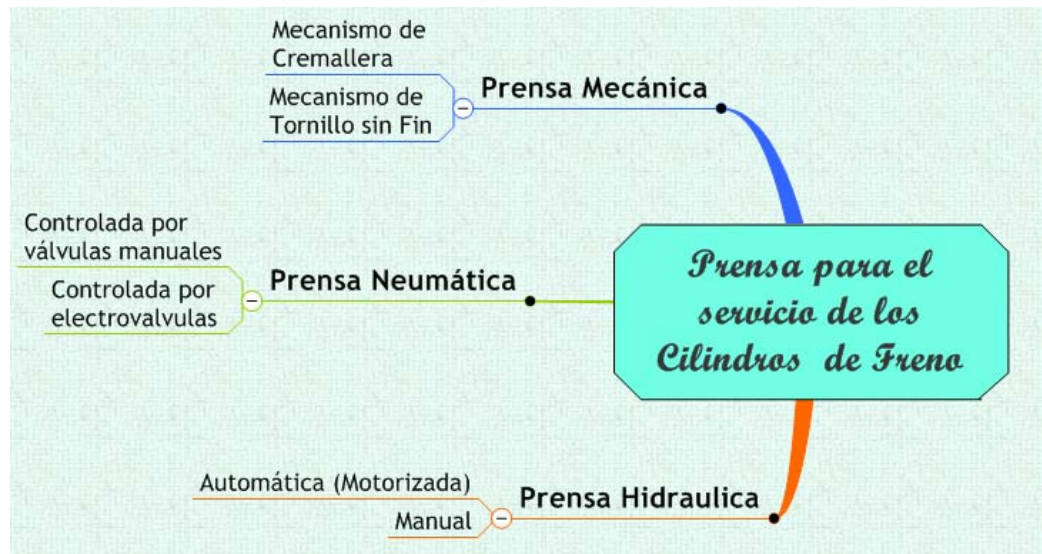 Mecanismo de
Cremallera
Prensa Mecánica
Mecanismo de
Tornillo sin Fin
Controlada por
válvulas manuales
Prensa Neumática
Controlada por
electrovalvulas
Prensa para el
servicio de los
Cilindros de Freno
Automática (Motorizada)
Prensa Hidraulica
Manual